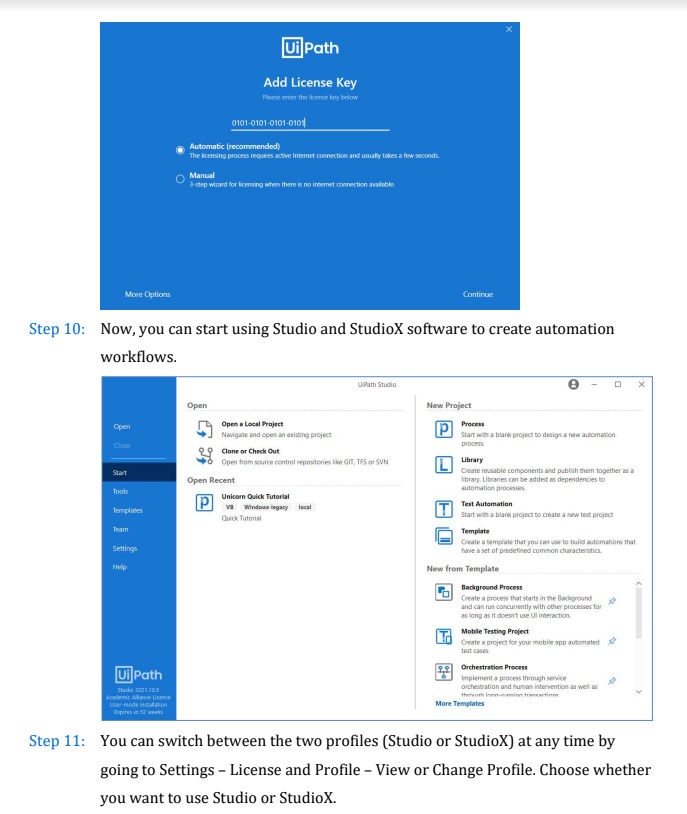 UiPath
Add License Key
Please enter the license key below
0101-0101-0101-0101
Automatic (recommended)
The licensing process requires active Internet connection and usually takes a few seconds.
Manual
3-step wizard for licensing when there is no internet connection available.
More Options
Continue
Step 10: Now, you can start using Studio and StudioX software to create automation
workflows.
UiPath Studio
Open
Close
Start
Tools
Templates
Team
Settings
Help
UiPath
Studio 2021.10.5
Academic Alliance License
User-mode installation
Expires in 52 weeks
Open
Open a Local Project
Navigate and open an existing project
Clone or Check Out
Open from source control repositories like GIT, TFS or SVN
Open Recent
Unicorn Quick Tutorial
VB Windows-legacy local
Quick Tutorial
New Project
Process
Start with a blank project to design a new automation
process.
Library
Create reusable components and publish them together as a
library. Libraries can be added as dependencies to
automation processes.
Test Automation
Start with a blank project to create a new test project
Template
Create a template that you can use to build automations that
have a set of predefined common characteristics.
New from Template
Background Process
Create a process that starts in the Background
and can run concurrently with other processes for
as long as it doesn't use UI interaction.
Mobile Testing Project
Create a project for your mobile app automated
test cases
Orchestration Process
Implement a process through service
orchestration and human intervention as well as
through long-running transactions
More Templates
Step 11: You can switch between the two profiles (Studio or StudioX) at any time by
going to Settings – License and Profile – View or Change Profile. Choose whether
you want to use Studio or StudioX.